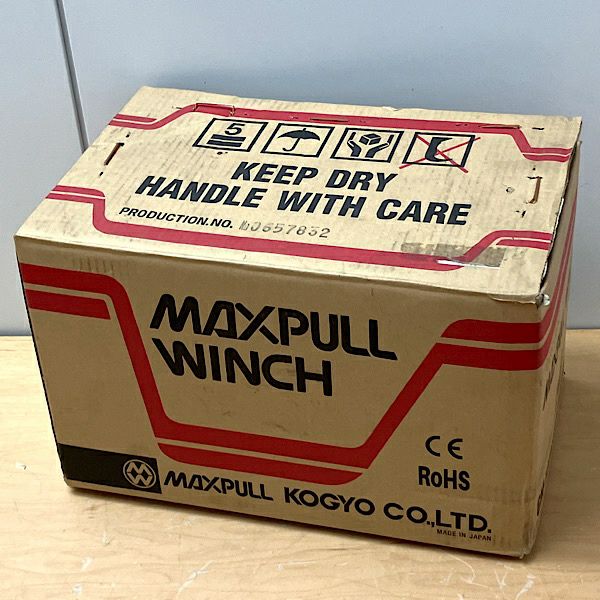 5
KEEP DRY
HANDLE WITH CARE
PRODUCTION.NO.
MAXPULL
WINCH
CE
RoHS
MAXPULL KOGYO CO.,LTD.
MADE IN JAPAN